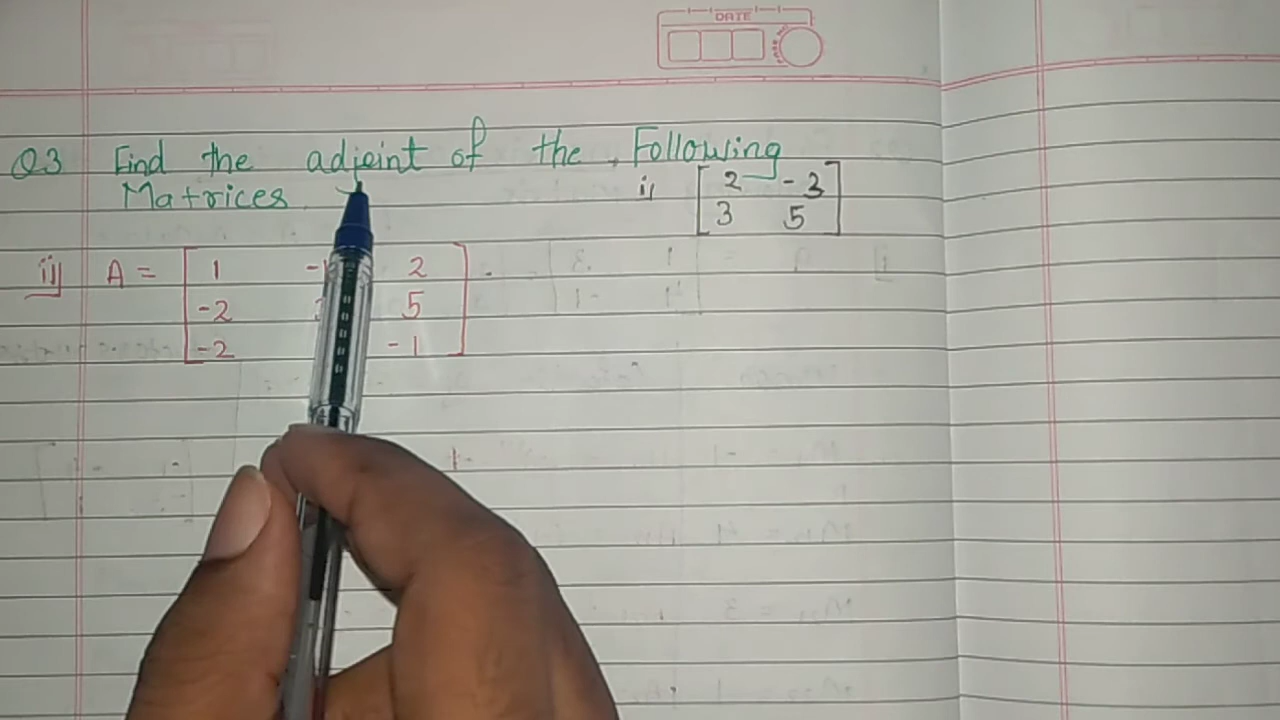 DATE
Q3 Find the adjoint of the Following
Matrices
i) [ 2 -3
3 5 ]
ii) A = [ 1 2
-2 5
-2 -1 ]